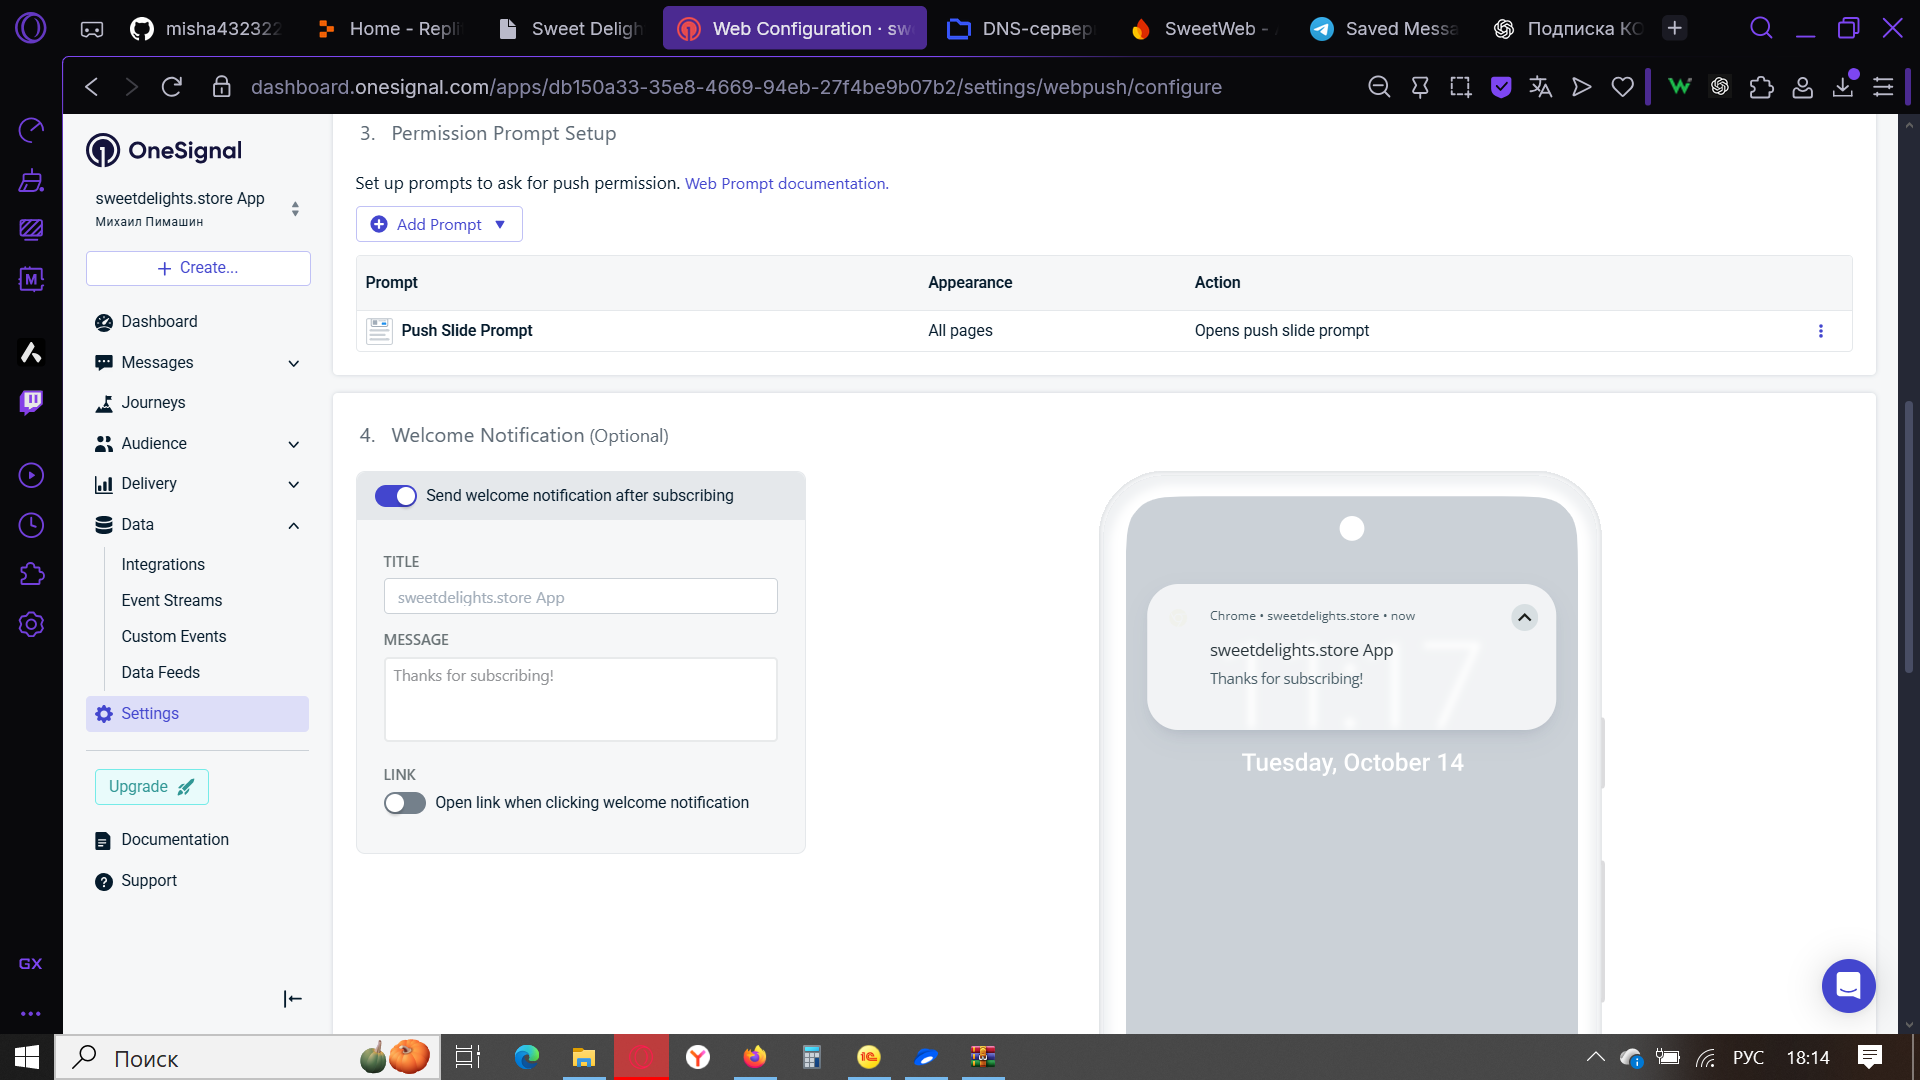 misha432322
Home - Repli
Sweet Deligh
Web Configuration · sw
DNS-сервер
SweetWeb -
Saved Messa
Подписка КО
dashboard.onesignal.com/apps/db150a33-35e8-4669-94eb-27f4be9b07b2/settings/webpush/configure
OneSignal
sweetdelights.store App
Михаил Пимашин
Create...
Dashboard
Messages
Journeys
Audience
Delivery
Data
Integrations
Event Streams
Custom Events
Data Feeds
Settings
Upgrade
Documentation
Support
GX
3. Permission Prompt Setup
Set up prompts to ask for push permission. Web Prompt documentation.
Add Prompt
Prompt Appearance Action
Push Slide Prompt All pages Opens push slide prompt
4. Welcome Notification (Optional)
Send welcome notification after subscribing
TITLE
sweetdelights.store App
MESSAGE
Thanks for subscribing!
LINK
Open link when clicking welcome notification
Chrome • sweetdelights.store • now
sweetdelights.store App
Thanks for subscribing!
11:17
Tuesday, October 14
Поиск
РУС
18:14